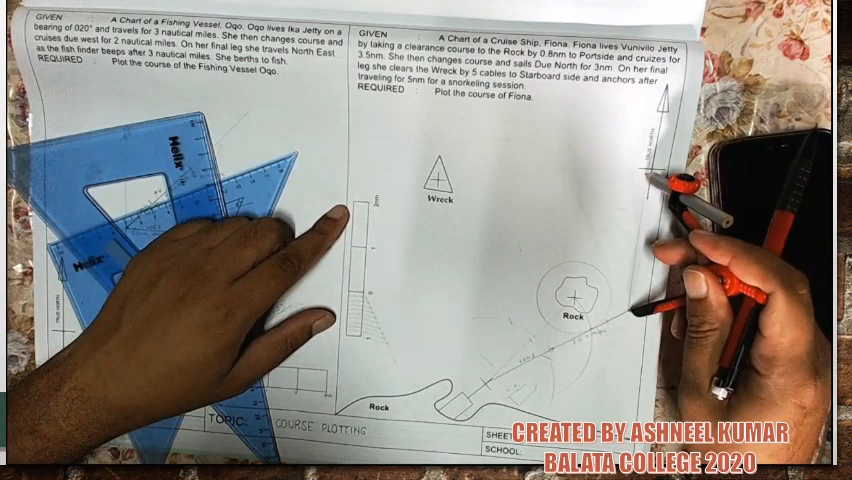 GIVEN A Chart of a Fishing Vessel, Oqo. Oqo lives Ika Jetty on a
bearing of 020° and travels for 3 nautical miles. She then changes course and
cruises due west for 2 nautical miles. On her final leg she travels North East
as the fish finder beeps after 3 nautical miles. She berths to fish.
REQUIRED : Plot the course of the Fishing Vessel Oqo.
GIVEN : A Chart of a Cruise Ship, Fiona. Fiona lives Vunivilo Jetty
by taking a clearance course to the Rock by 0.8nm to Portside and cruizes for
3.5nm. She then changes course and sails Due North for 3nm. On her final
leg she clears the Wreck by 5 cables to Starboard side and anchors after
traveling for 5nm for a snorkeling session.
REQUIRED : Plot the course of Fiona.
TRUE NORTH
Helix
Helix
Wreck
2nm
1
0
Rock
TRUE NORTH
Rock
TOPIC: COURSE PLOTTING
SHEET
SCHOOL:
CREATED BY ASHNEEL KUMAR
BALATA COLLEGE 2020